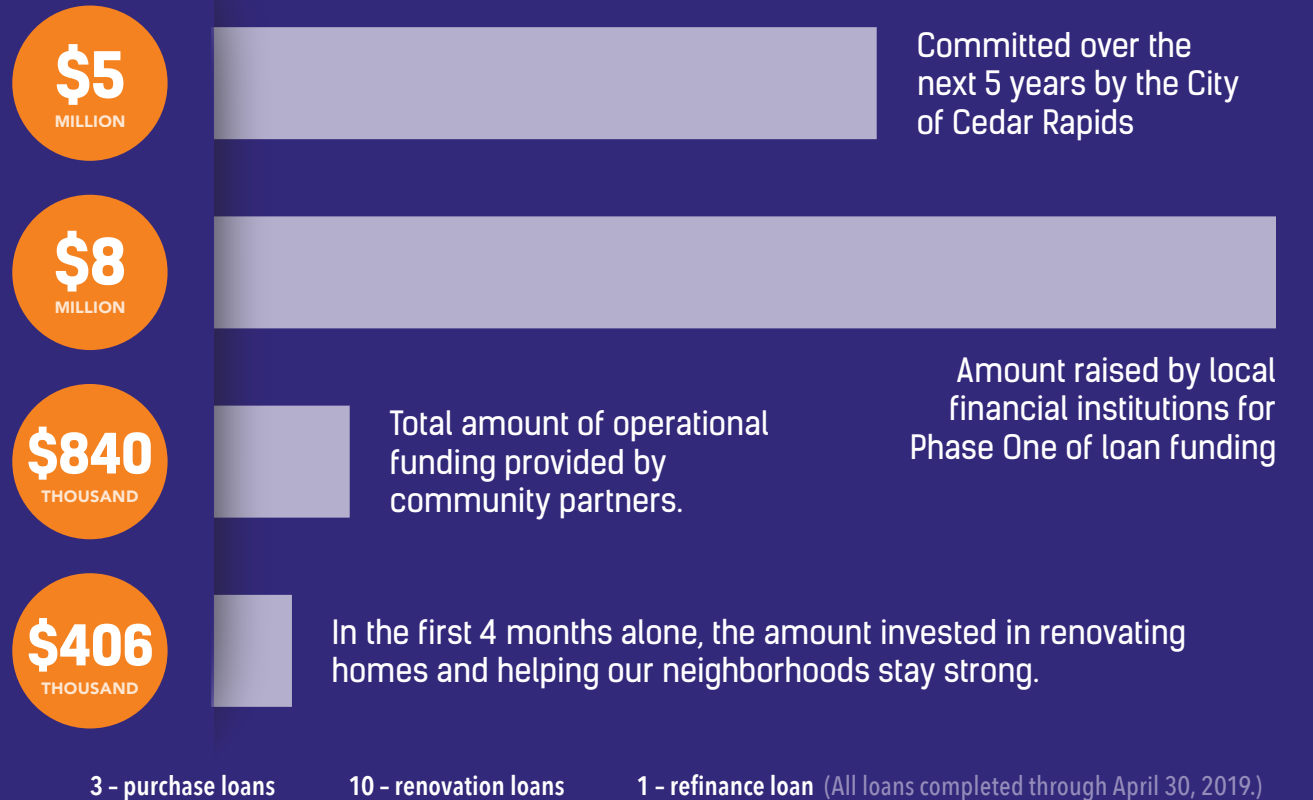 $5
MILLION
Committed over the
next 5 years by the City
of Cedar Rapids
$8
MILLION
Amount raised by local
financial institutions for
Phase One of loan funding
$840
THOUSAND
Total amount of operational
funding provided by
community partners.
$406
THOUSAND
In the first 4 months alone, the amount invested in renovating
homes and helping our neighborhoods stay strong.
3 – purchase loans 10 – renovation loans 1 – refinance loan (All loans completed through April 30, 2019.)